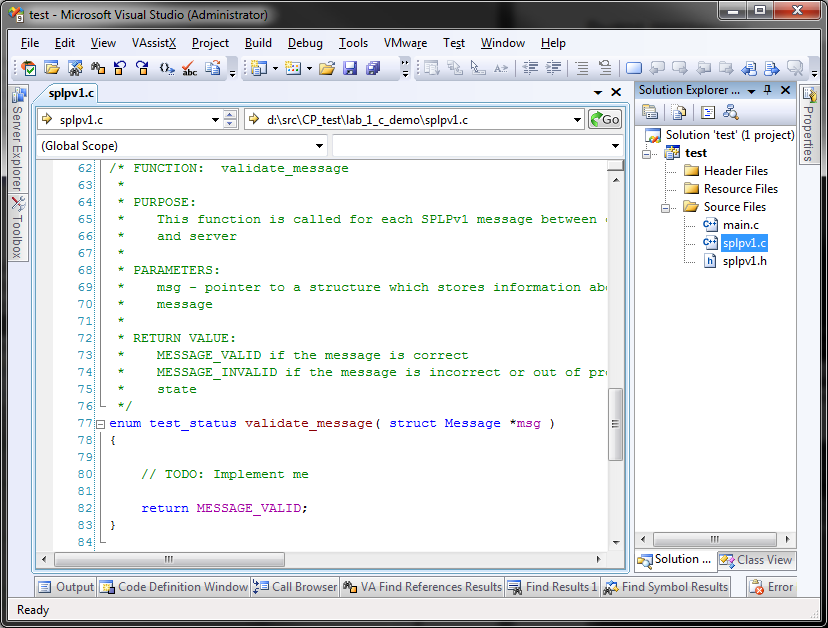 test - Microsoft Visual Studio (Administrator)
File Edit View VAssistX Project Build Debug Tools VMware Test Window Help
splpv1.c
Solution Explorer ...
splpv1.c d:\src\CP_test\lab_1_c_demo\splpv1.c Go
(Global Scope)
Server Explorer
Toolbox
62 /* FUNCTION: validate_message
63 *
64 * PURPOSE:
65 * This function is called for each SPLPv1 message between
66 * and server
67 *
68 * PARAMETERS:
69 * msg - pointer to a structure which stores information
70 * message
71 *
72 * RETURN VALUE:
73 * MESSAGE_VALID if the message is correct
74 * MESSAGE_INVALID if the message is incorrect or out of
75 * state
76 */
77 enum test_status validate_message( struct Message *msg )
78 {
79
80 // TODO: Implement me
81
82 return MESSAGE_VALID;
83 }
84
Solution 'test' (1 project)
test
Header Files
Resource Files
Source Files
main.c
splpv1.c
splpv1.h
Properties
Solution ... Class View
Output Code Definition Window Call Browser VA Find References Results Find Results 1 Find Symbol Results Error
Ready